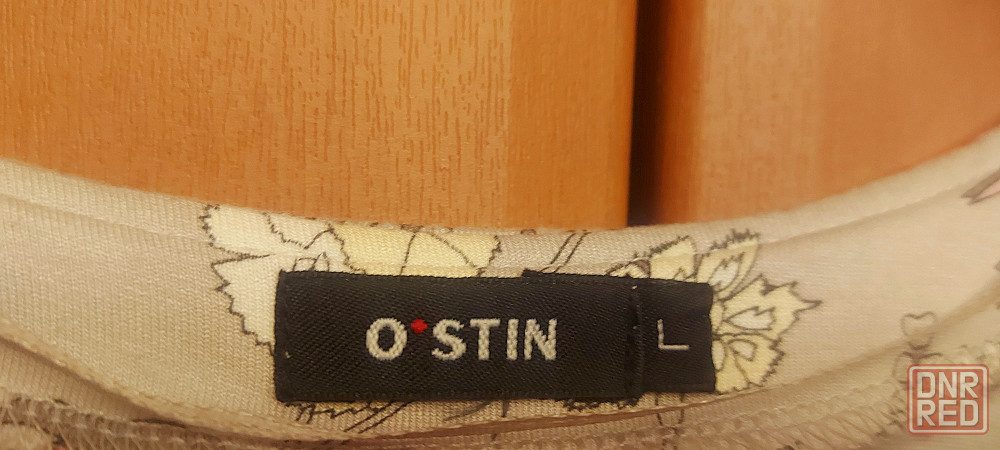 O'STIN
L
DNR
RED